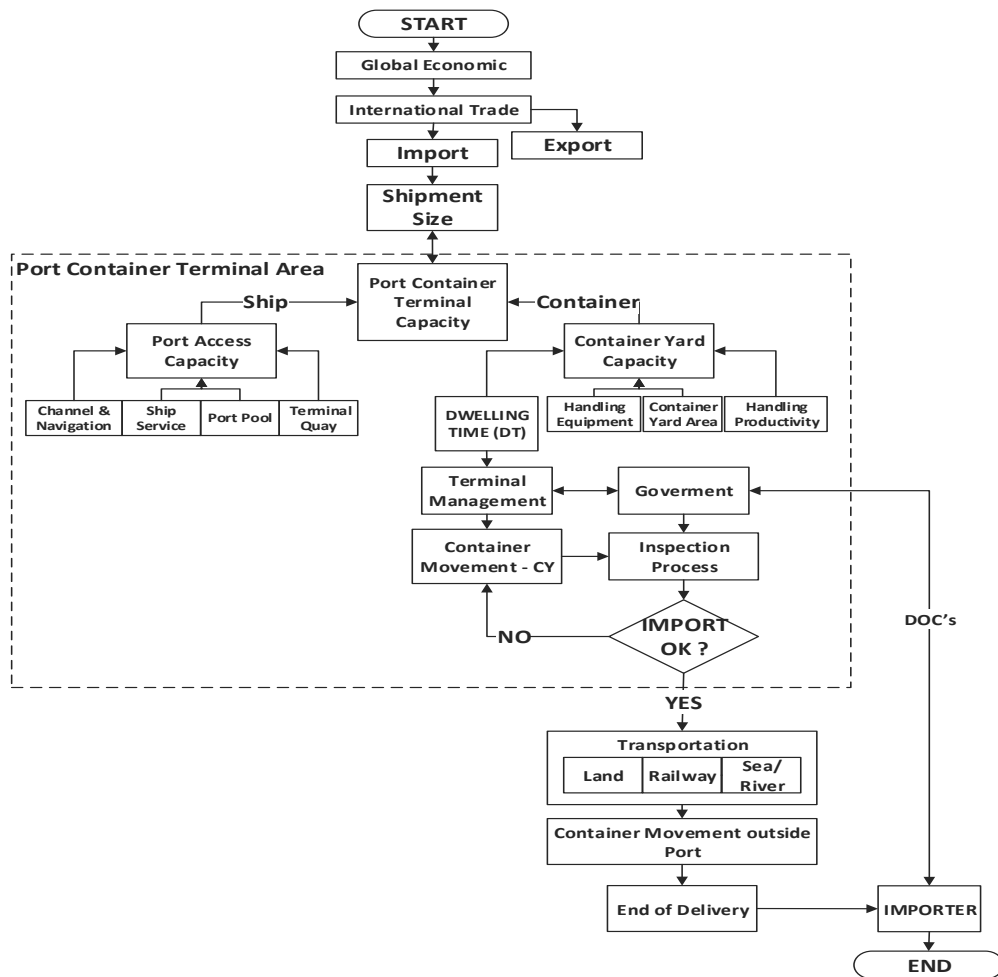 START
Global Economic
International Trade
Export
Import
Shipment
Size
Port Container Terminal Area
Port Container
Terminal
Capacity
Ship
Container
Port Access
Capacity
Container Yard
Capacity
Channel &
Navigation
Ship
Service
Port Pool
Terminal
Quay
DWELLING
TIME (DT)
Handling
Equipment
Container
Yard Area
Handling
Productivity
Terminal
Management
Goverment
Container
Movement - CY
Inspection
Process
IMPORT
OK ?
NO
DOC's
YES
Transportation
Land
Railway
Sea/
River
Container Movement outside
Port
End of Delivery
IMPORTER
END